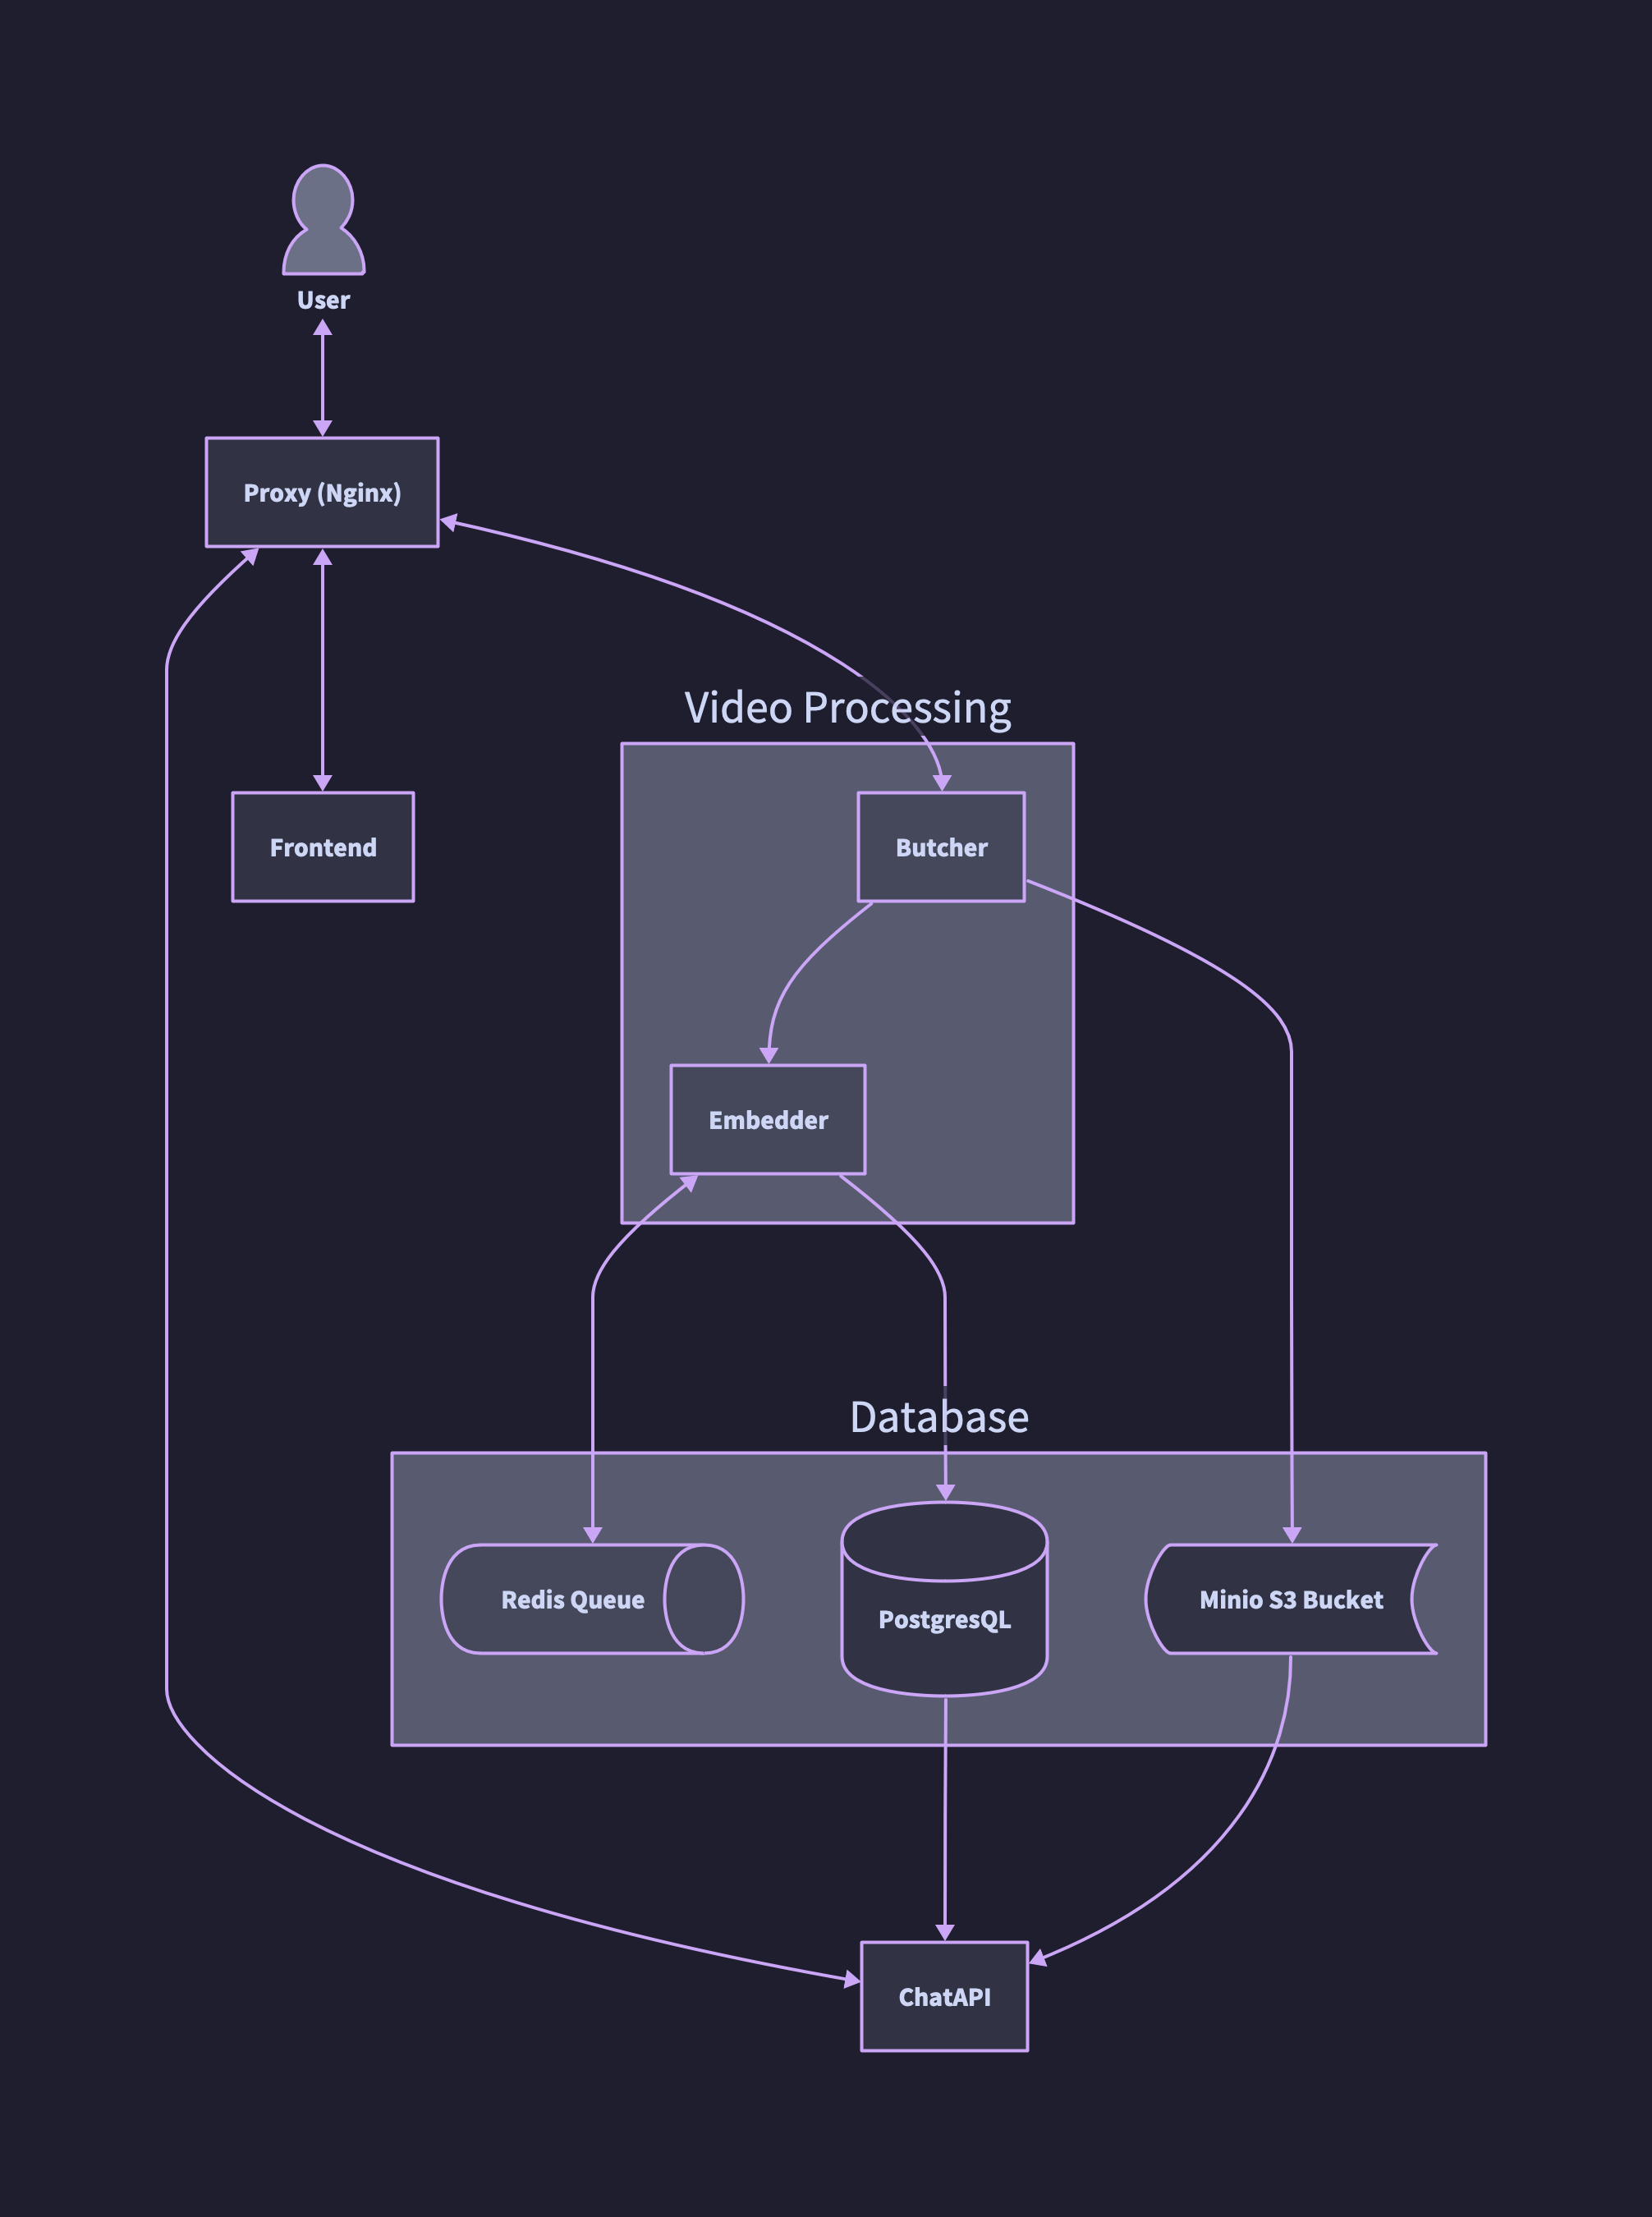 User
Proxy (Nginx)
Video Processing
Frontend
Butcher
Embedder
Database
Redis Queue
PostgresQL
Minio S3 Bucket
ChatAPI